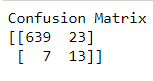 Confusion Matrix
[[639  23]
 [  7  13]]